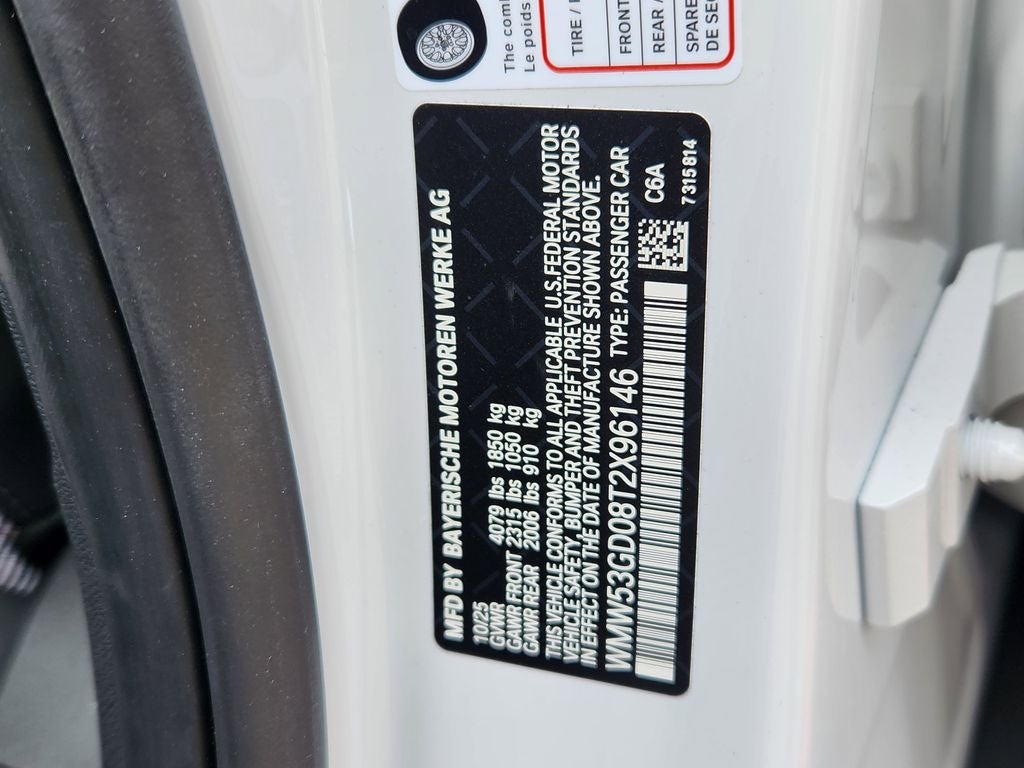 The comb
Le poids
TIRE /
FRONT
REAR /
SPARE
DE SEC
MFD BY BAYERISCHE MOTOREN WERKE AG
10/25
GVWR 4079 lbs 1850 kg
GAWR FRONT 2315 lbs 1050 kg
GAWR REAR 2006 lbs 910 kg
THIS VEHICLE CONFORMS TO ALL APPLICABLE U.S.FEDERAL MOTOR
VEHICLE SAFETY, BUMPER AND THEFT PREVENTION STANDARDS
IN EFFECT ON THE DATE OF MANUFACTURE SHOWN ABOVE.
WMW53GD08T2X96146 TYPE: PASSENGER CAR
C6A
7315814